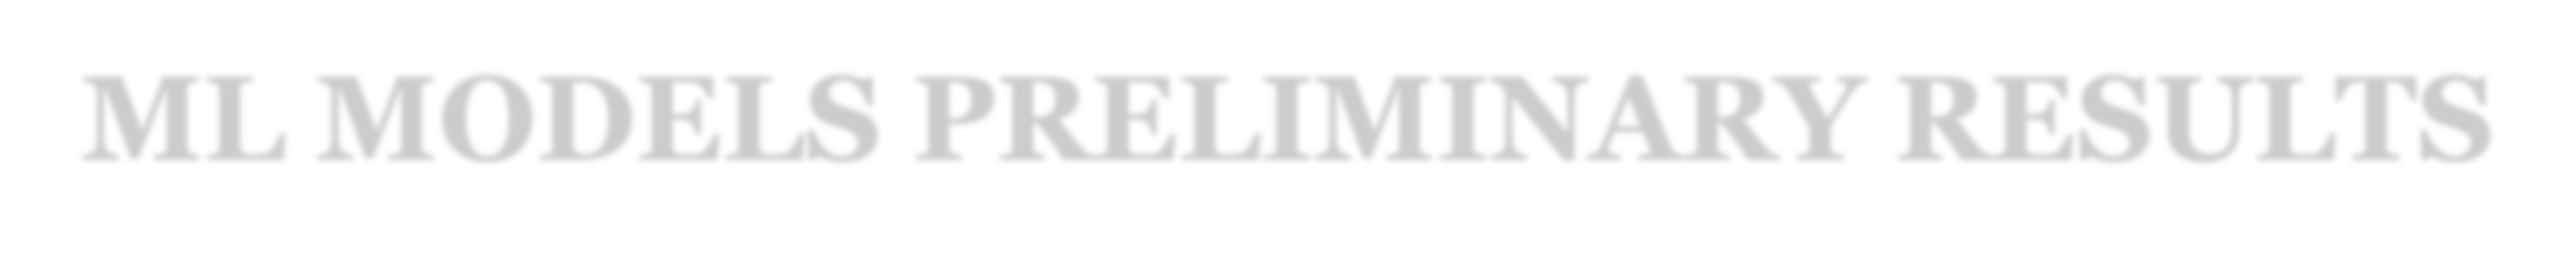 ML MODELS PRELIMINARY RESULTS